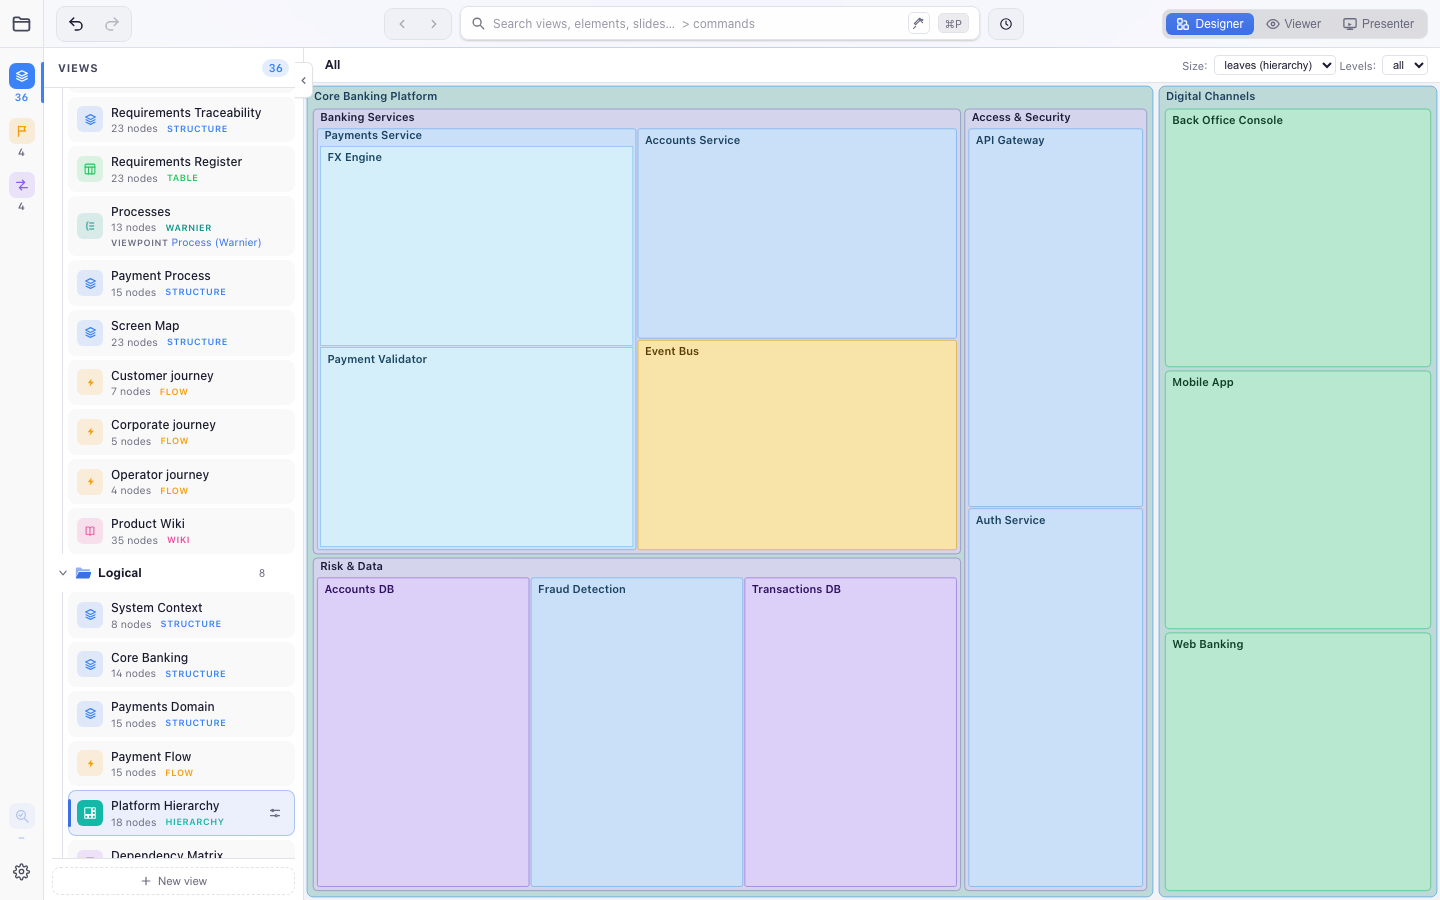 Search views, elements, slides... > commands
⌘P
Designer
Viewer
Presenter
36
4
4
VIEWS
36
Requirements Traceability
23 nodes STRUCTURE
Requirements Register
23 nodes TABLE
Processes
13 nodes WARNIER
VIEWPOINT Process (Warnier)
Payment Process
15 nodes STRUCTURE
Screen Map
23 nodes STRUCTURE
Customer journey
7 nodes FLOW
Corporate journey
5 nodes FLOW
Operator journey
4 nodes FLOW
Product Wiki
35 nodes WIKI
Logical 8
System Context
8 nodes STRUCTURE
Core Banking
14 nodes STRUCTURE
Payments Domain
15 nodes STRUCTURE
Payment Flow
15 nodes FLOW
Platform Hierarchy
18 nodes HIERARCHY
Dependency Matrix
+ New view
All
Size: leaves (hierarchy) Levels: all
Core Banking Platform
Banking Services
Payments Service
FX Engine
Payment Validator
Accounts Service
Event Bus
Access & Security
API Gateway
Auth Service
Risk & Data
Accounts DB
Fraud Detection
Transactions DB
Digital Channels
Back Office Console
Mobile App
Web Banking